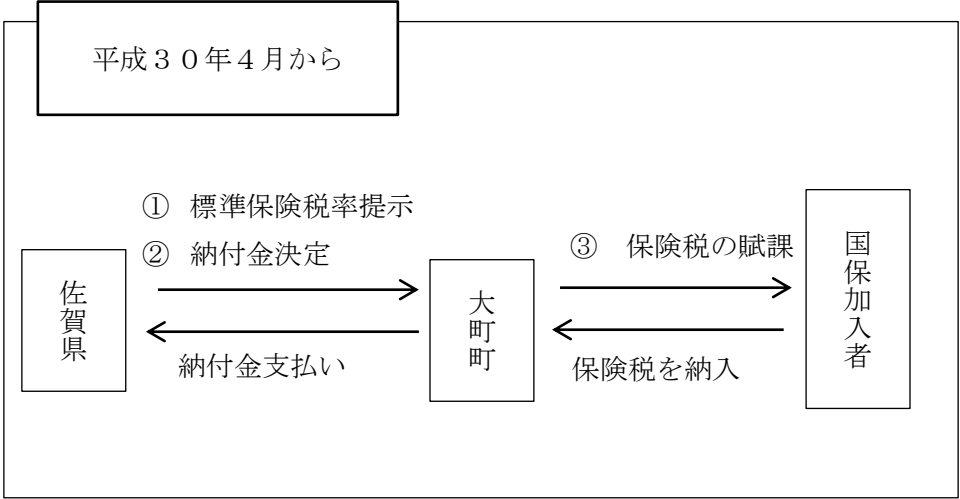 平成３０年４月から
① 標準保険税率提示
② 納付金決定
③ 保険税の賦課
佐賀県
大町町
国保加入者
納付金支払い
保険税を納入